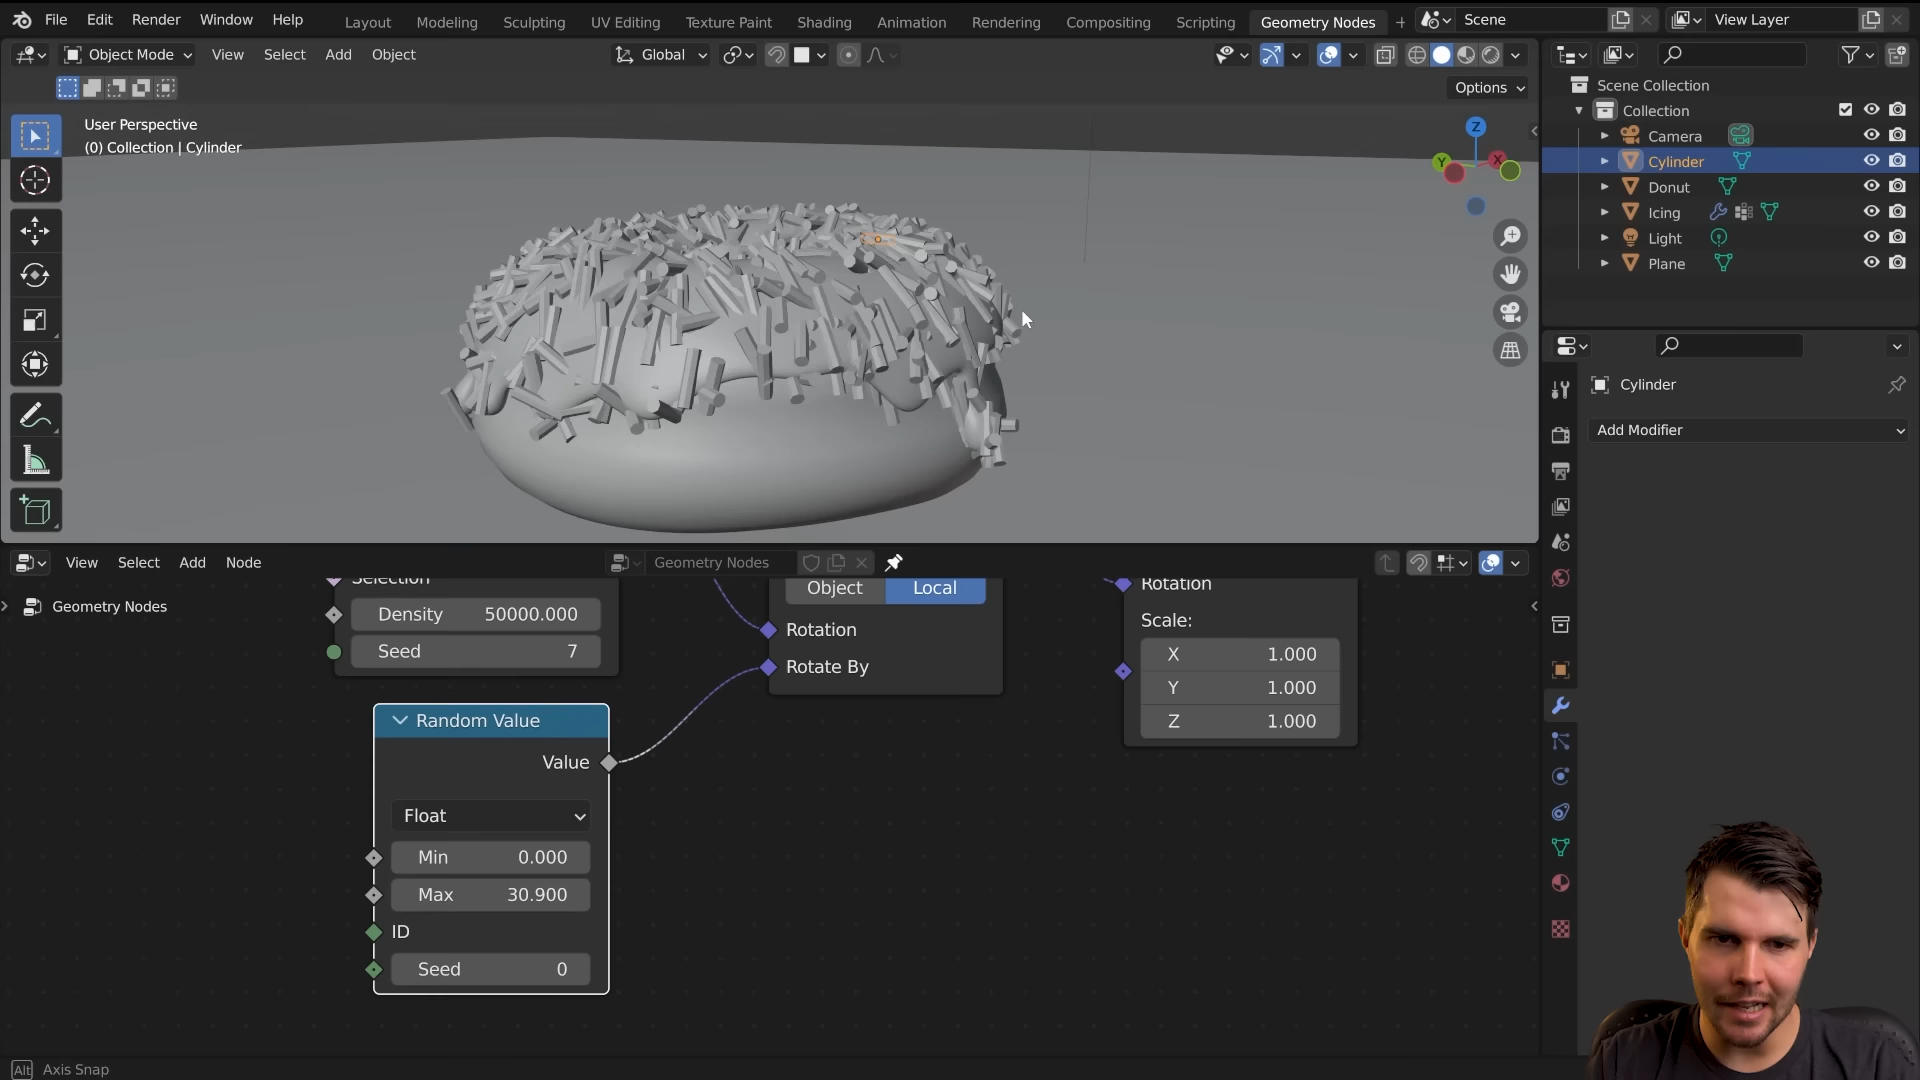 File Edit Render Window Help Layout Modeling Sculpting UV Editing Texture Paint Shading Animation Rendering Compositing Scripting Geometry Nodes + Scene View Layer
Object Mode View Select Add Object Global
Options
User Perspective
(0) Collection | Cylinder
Z
Y
X
Scene Collection
Collection
Camera
Cylinder
Donut
Icing
Light
Plane
Cylinder
Add Modifier
View Select Add Node Geometry Nodes
Geometry Nodes
Selection
Density 50000.000
Seed 7
Object Local
Rotation
Rotate By
Rotation
Scale:
X 1.000
Y 1.000
Z 1.000
Random Value
Value
Float
Min 0.000
Max 30.900
ID
Seed 0
Alt Axis Snap